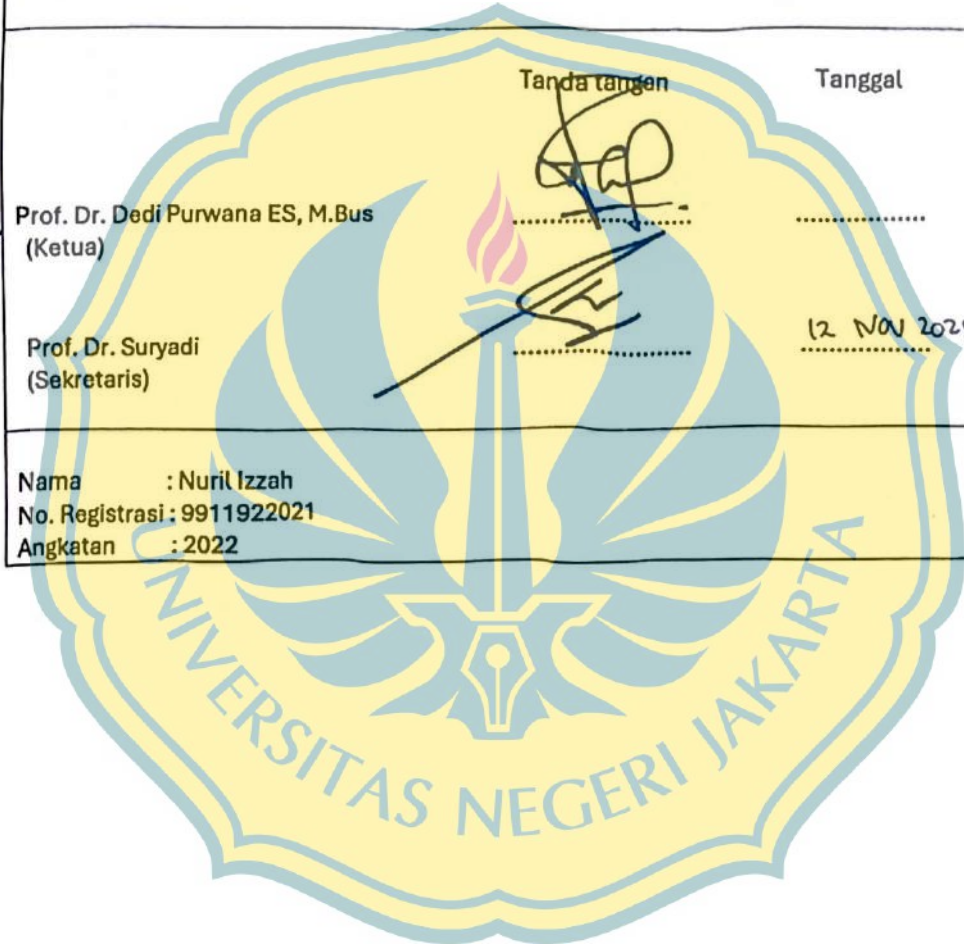 Tanda tangan Tanggal
Prof. Dr. Dedi Purwana ES, M.Bus .................... ................
(Ketua)
Prof. Dr. Suryadi .................... 12 NOV
(Sekretaris)
Nama : Nuril Izzah
No. Registrasi : 9911922021
Angkatan : 2022
UNIVERSITAS NEGERI JAKARTA